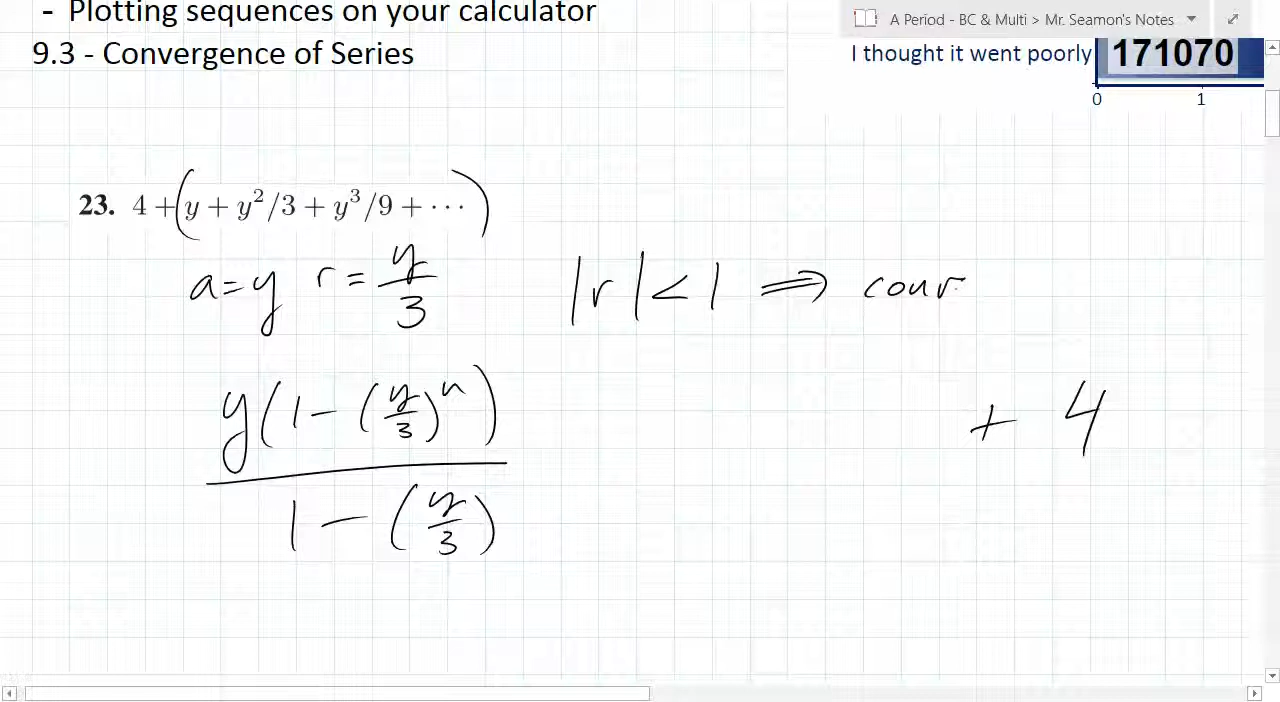 - Plotting sequences on your calculator
A Period - BC & Multi > Mr. Seamon's Notes
9.3 - Convergence of Series
I thought it went poorly
171070
0 1
23. 4 + (y + y²/3 + y³/9 + ⋯)
a = y r = y/3 |r| < 1 ⟹ conv
y(1 - (y/3)ⁿ) / 1 - (y/3) + 4